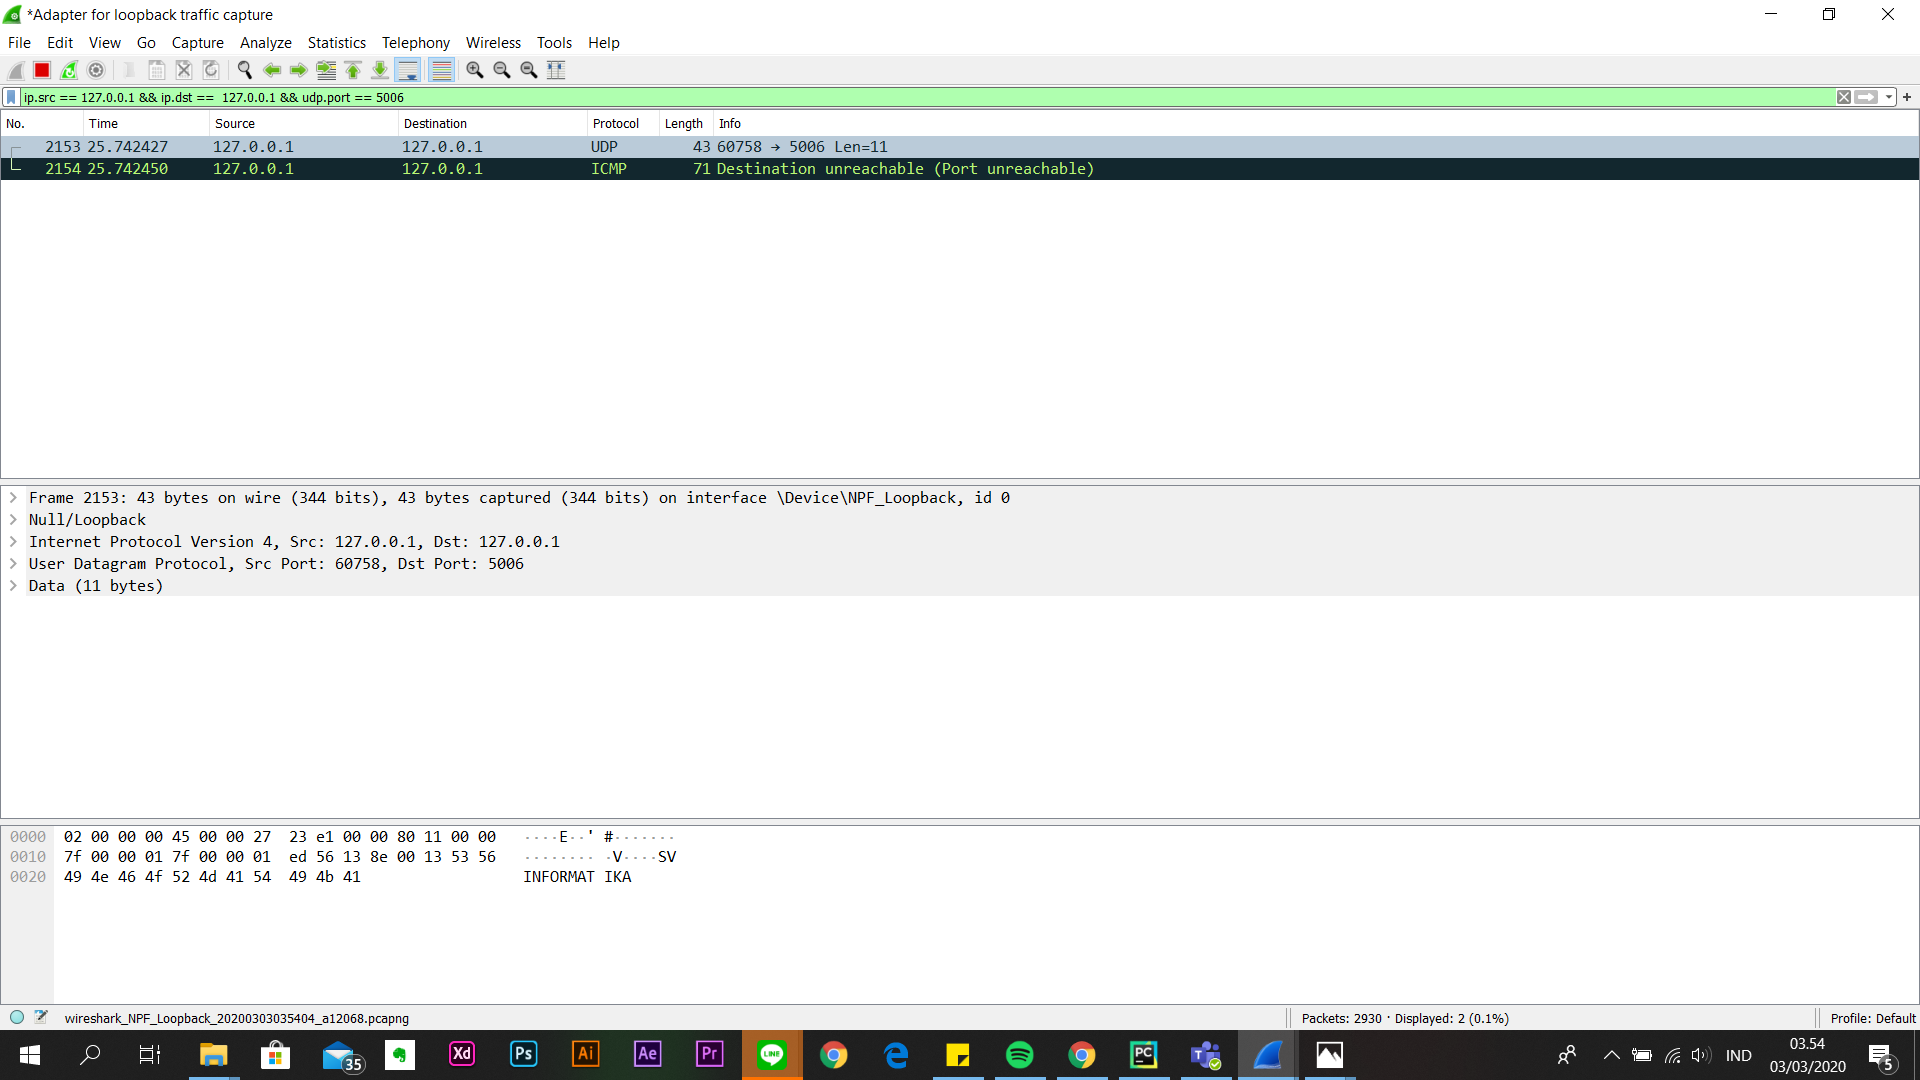 *Adapter for loopback traffic capture
File Edit View Go Capture Analyze Statistics Telephony Wireless Tools Help
ip.src == 127.0.0.1 && ip.dst ==  127.0.0.1 && udp.port == 5006
No. Time Source Destination Protocol Length Info
2153 25.742427 127.0.0.1 127.0.0.1 UDP 43 60758 → 5006 Len=11
2154 25.742450 127.0.0.1 127.0.0.1 ICMP 71 Destination unreachable (Port unreachable)
Frame 2153: 43 bytes on wire (344 bits), 43 bytes captured (344 bits) on interface \Device\NPF_Loopback, id 0
Null/Loopback
Internet Protocol Version 4, Src: 127.0.0.1, Dst: 127.0.0.1
User Datagram Protocol, Src Port: 60758, Dst Port: 5006
Data (11 bytes)
0000 02 00 00 00 45 00 00 27 23 e1 00 00 80 11 00 00 ····E··' #·······
0010 7f 00 00 01 7f 00 00 01 ed 56 13 8e 00 13 53 56 ········ ·V····SV
0020 49 4e 46 4f 52 4d 41 54 49 4b 41 INFORMAT IKA
wireshark_NPF_Loopback_20200303035404_a12068.pcapng
Packets: 2930 · Displayed: 2 (0.1%)
Profile: Default
35
Xd Ps Ai Ae Pr
LINE
PC
T
IND
03.54
03/03/2020
5